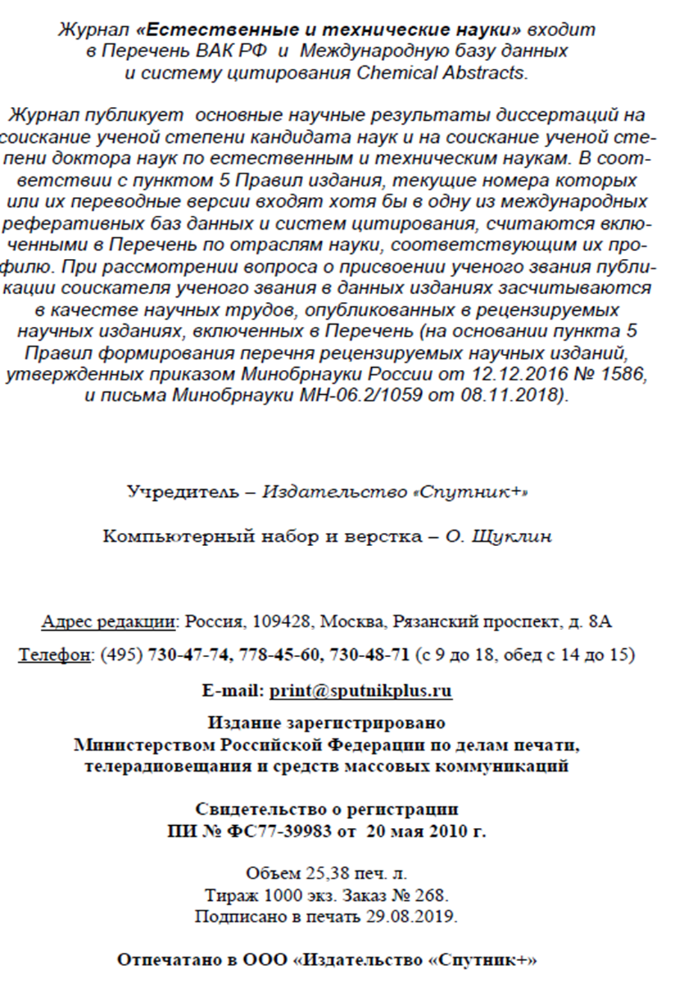 Журнал «Естественные и технические науки» входит
в Перечень ВАК РФ и Международную базу данных
и систему цитирования Chemical Abstracts.
Журнал публикует основные научные результаты диссертаций на
соискание ученой степени кандидата наук и на соискание ученой сте-
пени доктора наук по естественным и техническим наукам. В соот-
ветствии с пунктом 5 Правил издания, текущие номера которых
или их переводные версии входят хотя бы в одну из международных
реферативных баз данных и систем цитирования, считаются вклю-
ченными в Перечень по отраслям науки, соответствующим их про-
филю. При рассмотрении вопроса о присвоении ученого звания публи-
кации соискателя ученого звания в данных изданиях засчитываются
в качестве научных трудов, опубликованных в рецензируемых
научных изданиях, включенных в Перечень (на основании пункта 5
Правил формирования перечня рецензируемых научных изданий,
утвержденных приказом Минобрнауки России от 12.12.2016 № 1586,
и письма Минобрнауки МН-06.2/1059 от 08.11.2018).
Учредитель – Издательство «Спутник+»
Компьютерный набор и верстка – О. Щуклин
Адрес редакции: Россия, 109428, Москва, Рязанский проспект, д. 8А
Телефон: (495) 730-47-74, 778-45-60, 730-48-71 (с 9 до 18, обед с 14 до 15)
E-mail: print@sputnikplus.ru
Издание зарегистрировано
Министерством Российской Федерации по делам печати,
телерадиовещания и средств массовых коммуникаций
Свидетельство о регистрации
ПИ № ФС77-39983 от 20 мая 2010 г.
Объем 25,38 печ. л.
Тираж 1000 экз. Заказ № 268.
Подписано в печать 29.08.2019.
Отпечатано в ООО «Издательство «Спутник+»